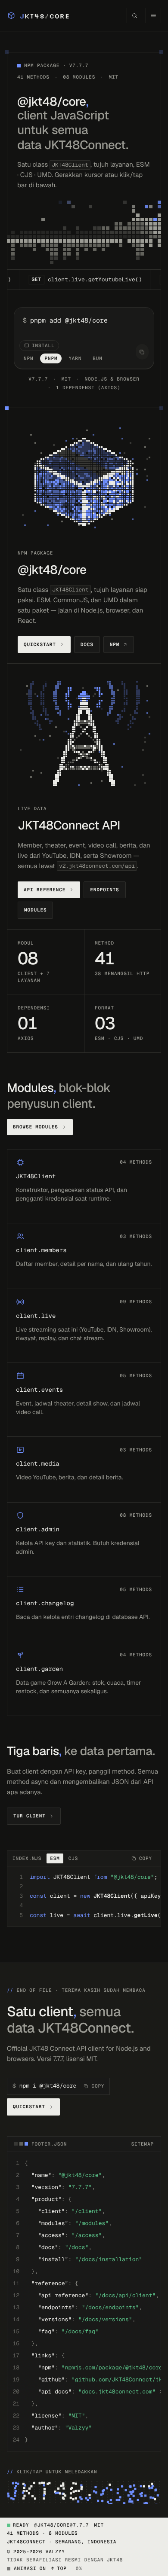 JKT48/CORE
NPM PACKAGE · V7.7.7
41 METHODS · 08 MODULES · MIT
@jkt48/core,
client JavaScript
untuk semua
data JKT48Connect.
Satu class JKT48Client, tujuh layanan, ESM
· CJS · UMD. Gerakkan kursor atau klik/tap
bar di bawah.
) GET client.live.getYoutubeLive()
$ pnpm add @jkt48/core
INSTALL
NPM PNPM YARN BUN
V7.7.7 · MIT · NODE.JS & BROWSER
· 1 DEPENDENSI (AXIOS)
NPM PACKAGE
@jkt48/core
Satu class JKT48Client, tujuh layanan siap
pakai. ESM, CommonJS, dan UMD dalam
satu paket — jalan di Node.js, browser, dan
React.
QUICKSTART
DOCS
NPM
LIVE DATA
JKT48Connect API
Member, theater, event, video call, berita, dan
live dari YouTube, IDN, serta Showroom —
semua lewat v2.jkt48connect.com/api.
API REFERENCE
ENDPOINTS
MODULES
MODUL
08
CLIENT + 7
LAYANAN
METHOD
41
38 MEMANGGIL HTTP
DEPENDENSI
01
AXIOS
FORMAT
03
ESM · CJS · UMD
Modules, blok-blok
penyusun client.
BROWSE MODULES
04 METHODS
JKT48Client
Konstruktor, pengecekan status API, dan
pengganti kredensial saat runtime.
03 METHODS
client.members
Daftar member, detail per nama, dan ulang tahun.
09 METHODS
client.live
Live streaming saat ini (YouTube, IDN, Showroom),
riwayat, replay, dan chat stream.
05 METHODS
client.events
Event, jadwal theater, detail show, dan jadwal
video call.
03 METHODS
client.media
Video YouTube, berita, dan detail berita.
08 METHODS
client.admin
Kelola API key dan statistik. Butuh kredensial
admin.
05 METHODS
client.changelog
Baca dan kelola entri changelog di database API.
04 METHODS
client.garden
Data game Grow A Garden: stok, cuaca, timer
restock, dan semuanya sekaligus.
Tiga baris, ke data pertama.
Buat client dengan API key, panggil method. Semua
method async dan mengembalikan JSON dari API
apa adanya.
TUR CLIENT
INDEX.MJS ESM CJS COPY
1 import JKT48Client from "@jkt48/core";
2
3 const client = new JKT48Client({ apiKey
4
5 const live = await client.live.getLive(
// END OF FILE · TERIMA KASIH SUDAH MEMBACA
Satu client, semua
data JKT48Connect.
Official JKT48 Connect API client for Node.js and
browsers. Versi 7.7.7, lisensi MIT.
$ npm i @jkt48/core COPY
QUICKSTART
FOOTER.JSON SITEMAP
1 {
2 "name": "@jkt48/core",
3 "version": "7.7.7",
4 "product": {
5 "client": "/client",
6 "modules": "/modules",
7 "access": "/access",
8 "docs": "/docs",
9 "install": "/docs/installation"
10 },
11 "reference": {
12 "api reference": "/docs/api/client",
13 "endpoints": "/docs/endpoints",
14 "versions": "/docs/versions",
15 "faq": "/docs/faq"
16 },
17 "links": {
18 "npm": "npmjs.com/package/@jkt48/core
19 "github": "github.com/JKT48Connect/jk
20 "api docs": "docs.jkt48connect.com"
21 },
22 "license": "MIT",
23 "author": "Valzyy"
24 }
// KLIK/TAP UNTUK MELEDAKKAN
JKT48
READY @JKT48/CORE@7.7.7 MIT
41 METHODS · 8 MODULES
JKT48CONNECT · SEMARANG, INDONESIA
© 2025-2026 VALZYY
TIDAK BERAFILIASI RESMI DENGAN JKT48
ANIMASI ON ↑ TOP 0%